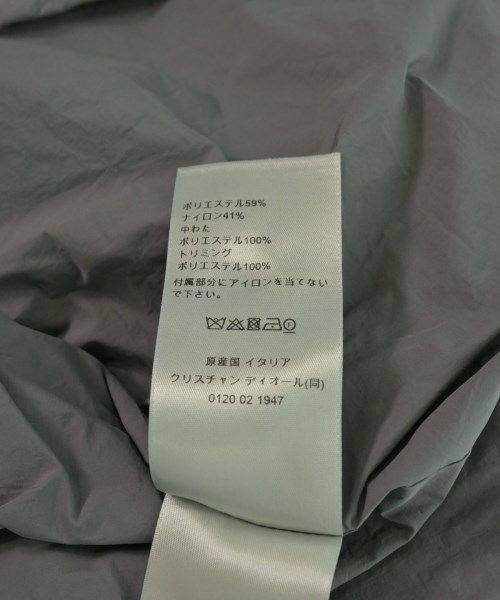 ポリエステル59%
ナイロン41%
中わた
ポリエステル100%
トリミング
ポリエステル100%
付属部分にアイロンを当てない
で下さい。
原産国 イタリア
クリスチャン ディオール(同)
0120 02 1947